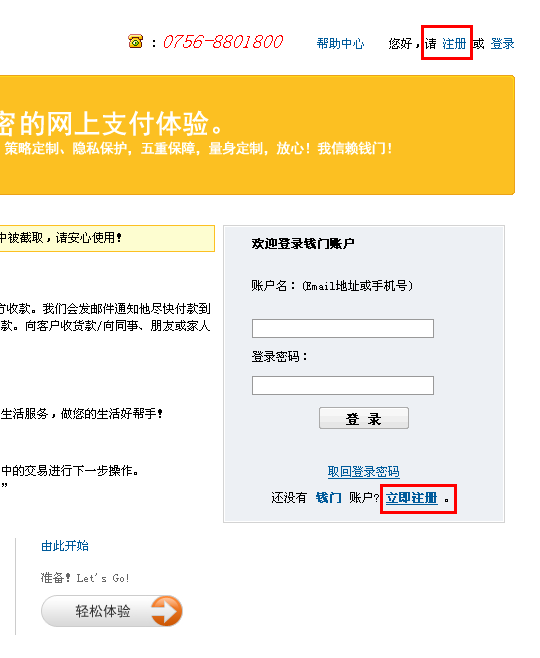 ：0756-8801800 帮助中心 您好，请 注册 或 登录
密的网上支付体验。
策略定制、隐私保护，五重保障，量身定制，放心！我信赖钱门！
中被截取，请安心使用！
欢迎登录钱门账户
账户名：(Email地址或手机号)
方收款。我们会发邮件通知他尽快付款到
款。向客户收货款/向同事、朋友或家人
登录密码：
生活服务，做您的生活好帮手！
登 录
中的交易进行下一步操作。
”
取回登录密码
还没有 钱门 账户?立即注册 。
由此开始
准备！Let's Go!
轻松体验